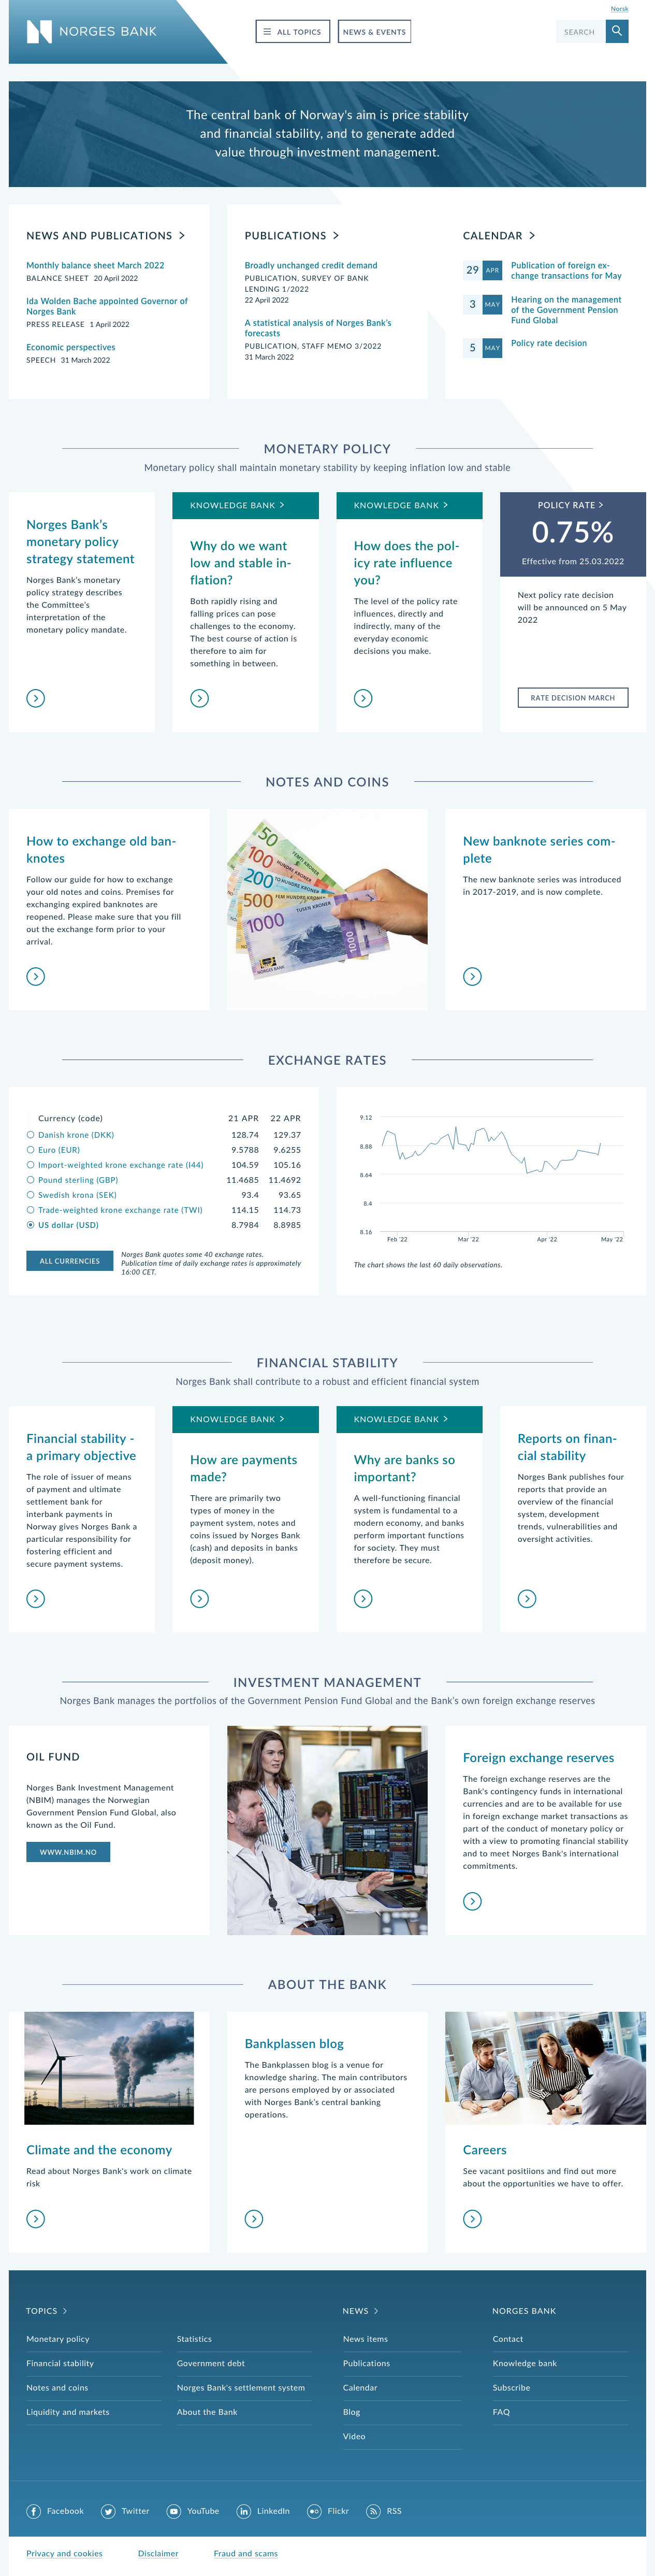 Norsk
NORGES BANK
ALL TOPICS
NEWS & EVENTS
SEARCH
The central bank of Norway's aim is price stability
and financial stability, and to generate added
value through investment management.
NEWS AND PUBLICATIONS
Monthly balance sheet March 2022
BALANCE SHEET 20 April 2022
Ida Wolden Bache appointed Governor of
Norges Bank
PRESS RELEASE 1 April 2022
Economic perspectives
SPEECH 31 March 2022
PUBLICATIONS
Broadly unchanged credit demand
PUBLICATION, SURVEY OF BANK
LENDING 1/2022
22 April 2022
A statistical analysis of Norges Bank's
forecasts
PUBLICATION, STAFF MEMO 3/2022
31 March 2022
CALENDAR
29 APR
Publication of foreign ex-
change transactions for May
3 MAY
Hearing on the management
of the Government Pension
Fund Global
5 MAY
Policy rate decision
MONETARY POLICY
Monetary policy shall maintain monetary stability by keeping inflation low and stable
Norges Bank's
monetary policy
strategy statement
Norges Bank's monetary
policy strategy describes
the Committee's
interpretation of the
monetary policy mandate.
KNOWLEDGE BANK
Why do we want
low and stable in-
flation?
Both rapidly rising and
falling prices can pose
challenges to the economy.
The best course of action is
therefore to aim for
something in between.
KNOWLEDGE BANK
How does the pol-
icy rate influence
you?
The level of the policy rate
influences, directly and
indirectly, many of the
everyday economic
decisions you make.
POLICY RATE
0.75%
Effective from 25.03.2022
Next policy rate decision
will be announced on 5 May
2022
RATE DECISION MARCH
NOTES AND COINS
How to exchange old ban-
knotes
Follow our guide for how to exchange
your old notes and coins. Premises for
exchanging expired banknotes are
reopened. Please make sure that you fill
out the exchange form prior to your
arrival.
50
FEMTI KRONER
100
HUNDRE KRONER
200
TO HUNDRE KRONER
500
FEM HUNDRE KRONER
1000
TUSEN KRONER
NORGES BANK
1000
New banknote series com-
plete
The new banknote series was introduced
in 2017-2019, and is now complete.
EXCHANGE RATES
Currency (code) 21 APR 22 APR
Danish krone (DKK) 128.74 129.37
Euro (EUR) 9.5788 9.6255
Import-weighted krone exchange rate (I44) 104.59 105.16
Pound sterling (GBP) 11.4685 11.4692
Swedish krona (SEK) 93.4 93.65
Trade-weighted krone exchange rate (TWI) 114.15 114.73
US dollar (USD) 8.7984 8.8985
ALL CURRENCIES
Norges Bank quotes some 40 exchange rates.
Publication time of daily exchange rates is approximately
16:00 CET.
9.12
8.88
8.64
8.4
8.16
Feb '22 Mar '22 Apr '22 May '22
The chart shows the last 60 daily observations.
FINANCIAL STABILITY
Norges Bank shall contribute to a robust and efficient financial system
Financial stability -
a primary objective
The role of issuer of means
of payment and ultimate
settlement bank for
interbank payments in
Norway gives Norges Bank a
particular responsibility for
fostering efficient and
secure payment systems.
KNOWLEDGE BANK
How are payments
made?
There are primarily two
types of money in the
payment system, notes and
coins issued by Norges Bank
(cash) and deposits in banks
(deposit money).
KNOWLEDGE BANK
Why are banks so
important?
A well-functioning financial
system is fundamental to a
modern economy, and banks
perform important functions
for society. They must
therefore be secure.
Reports on finan-
cial stability
Norges Bank publishes four
reports that provide an
overview of the financial
system, development
trends, vulnerabilities and
oversight activities.
INVESTMENT MANAGEMENT
Norges Bank manages the portfolios of the Government Pension Fund Global and the Bank's own foreign exchange reserves
OIL FUND
Norges Bank Investment Management
(NBIM) manages the Norwegian
Government Pension Fund Global, also
known as the Oil Fund.
WWW.NBIM.NO
Foreign exchange reserves
The foreign exchange reserves are the
Bank's contingency funds in international
currencies and are to be available for use
in foreign exchange market transactions as
part of the conduct of monetary policy or
with a view to promoting financial stability
and to meet Norges Bank's international
commitments.
ABOUT THE BANK
Climate and the economy
Read about Norges Bank's work on climate
risk
Bankplassen blog
The Bankplassen blog is a venue for
knowledge sharing. The main contributors
are persons employed by or associated
with Norges Bank's central banking
operations.
Careers
See vacant positiions and find out more
about the opportunities we have to offer.
TOPICS
Monetary policy
Financial stability
Notes and coins
Liquidity and markets
Statistics
Government debt
Norges Bank's settlement system
About the Bank
NEWS
News items
Publications
Calendar
Blog
Video
NORGES BANK
Contact
Knowledge bank
Subscribe
FAQ
Facebook
Twitter
YouTube
LinkedIn
Flickr
RSS
Privacy and cookies
Disclaimer
Fraud and scams